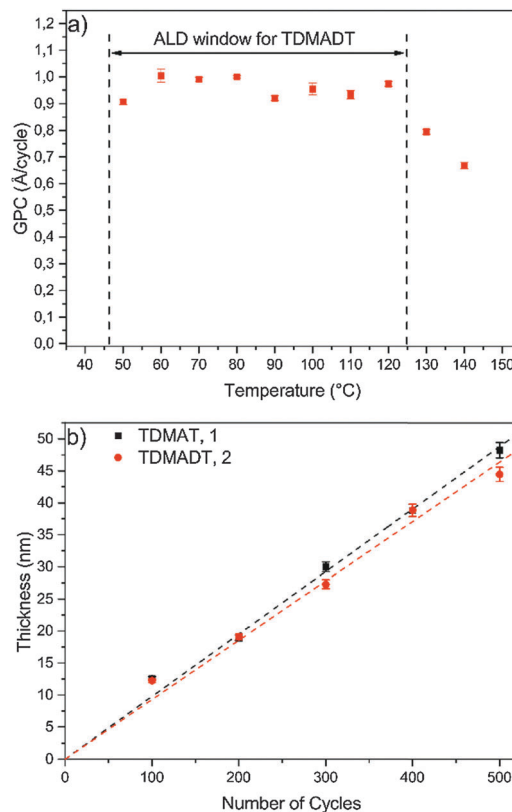 a)
ALD window for TDMADT
GPC (Å/cycle)
1,2
1,1
1,0
0,9
0,8
0,7
0,6
0,5
0,4
0,3
0,2
0,1
0,0
40 50 60 70 80 90 100 110 120 130 140 150
Temperature (°C)
b)
TDMAT, 1
TDMADT, 2
Thickness (nm)
50
45
40
35
30
25
20
15
10
5
0
0 100 200 300 400 500
Number of Cycles